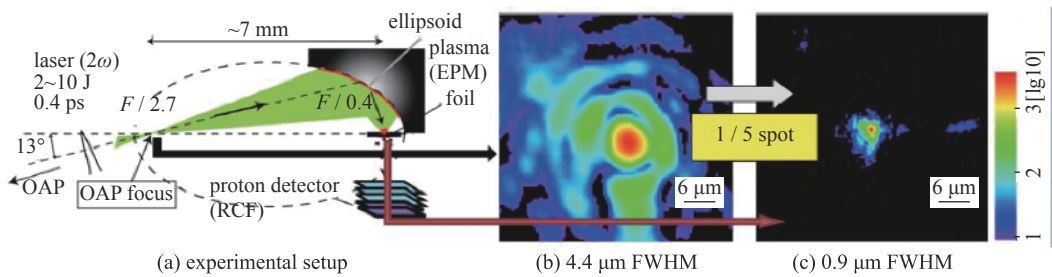 ~7 mm
ellipsoid
plasma
(EPM)
foil
laser (2ω)
2~10 J
0.4 ps
F / 2.7
F / 0.4
13°
OAP
OAP focus
proton detector
(RCF)
(a) experimental setup
6 μm
(b) 4.4 μm FWHM
1 / 5 spot
6 μm
(c) 0.9 μm FWHM
3
[lg10]
2
1